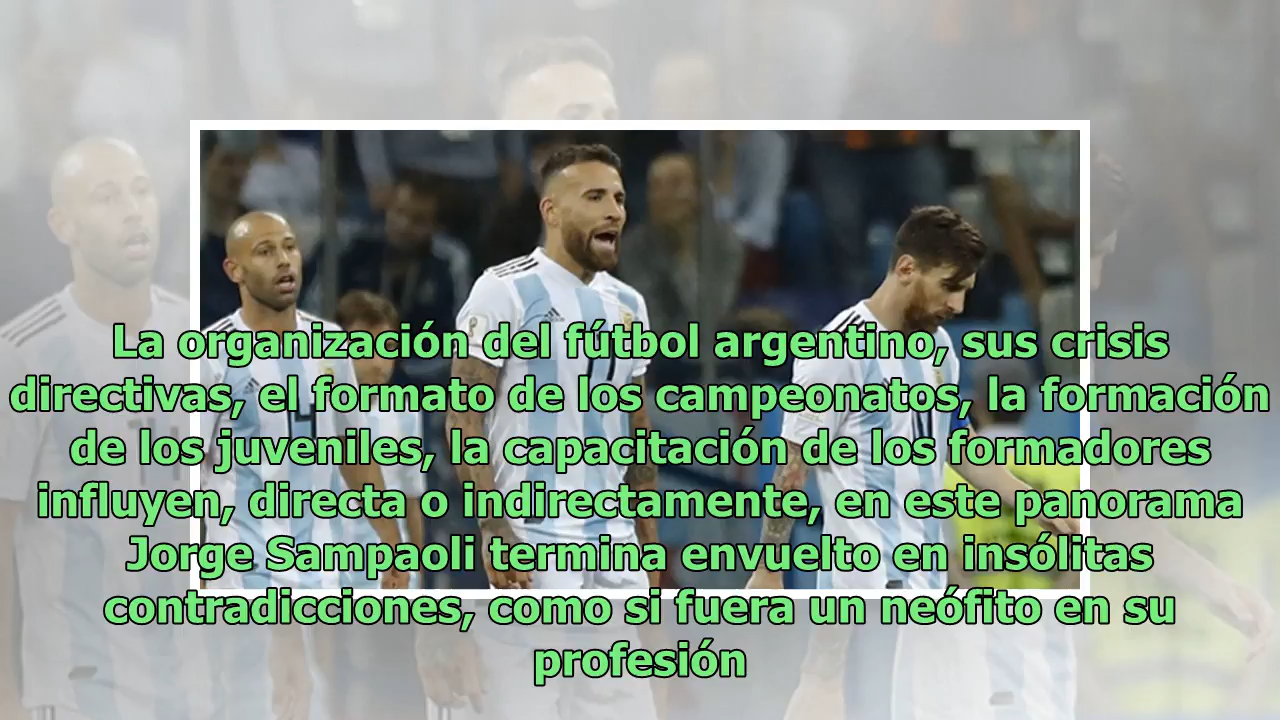 La organización del fútbol argentino, sus crisis
directivas, el formato de los campeonatos, la formación
de los juveniles, la capacitación de los formadores
influyen, directa o indirectamente, en este panorama
Jorge Sampaoli termina envuelto en insólitas
contradicciones, como si fuera un neófito en su
profesión